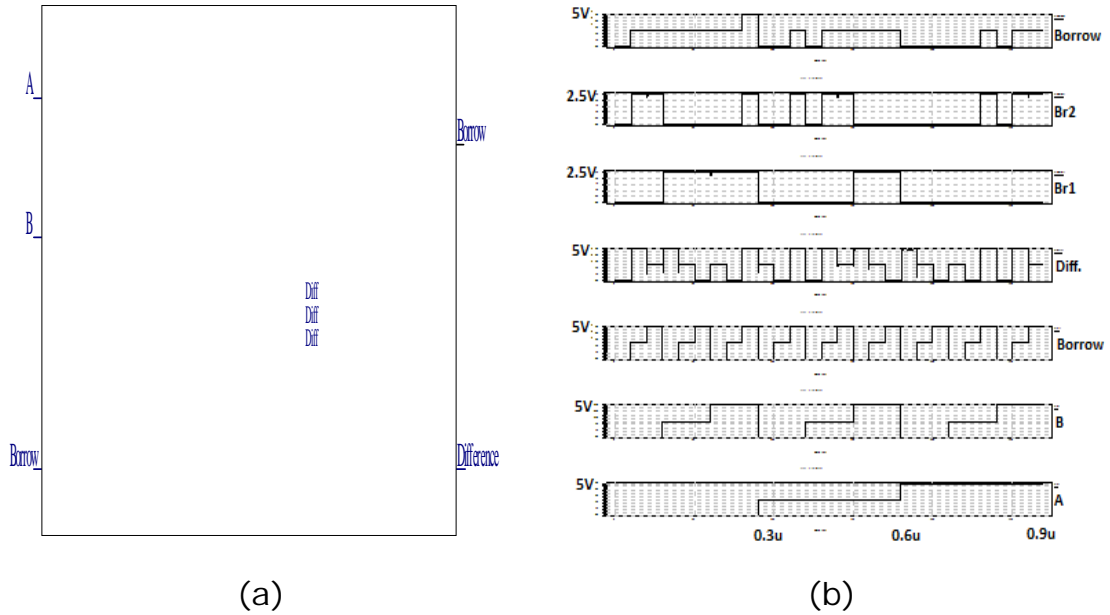 A
Borrow
B
Diff
Diff
Diff
Borrow
Difference
(a)
5V
Borrow
2.5V
Br2
2.5V
Br1
5V
Diff.
5V
Borrow
5V
B
5V
A
0.3u
0.6u
0.9u
(b)